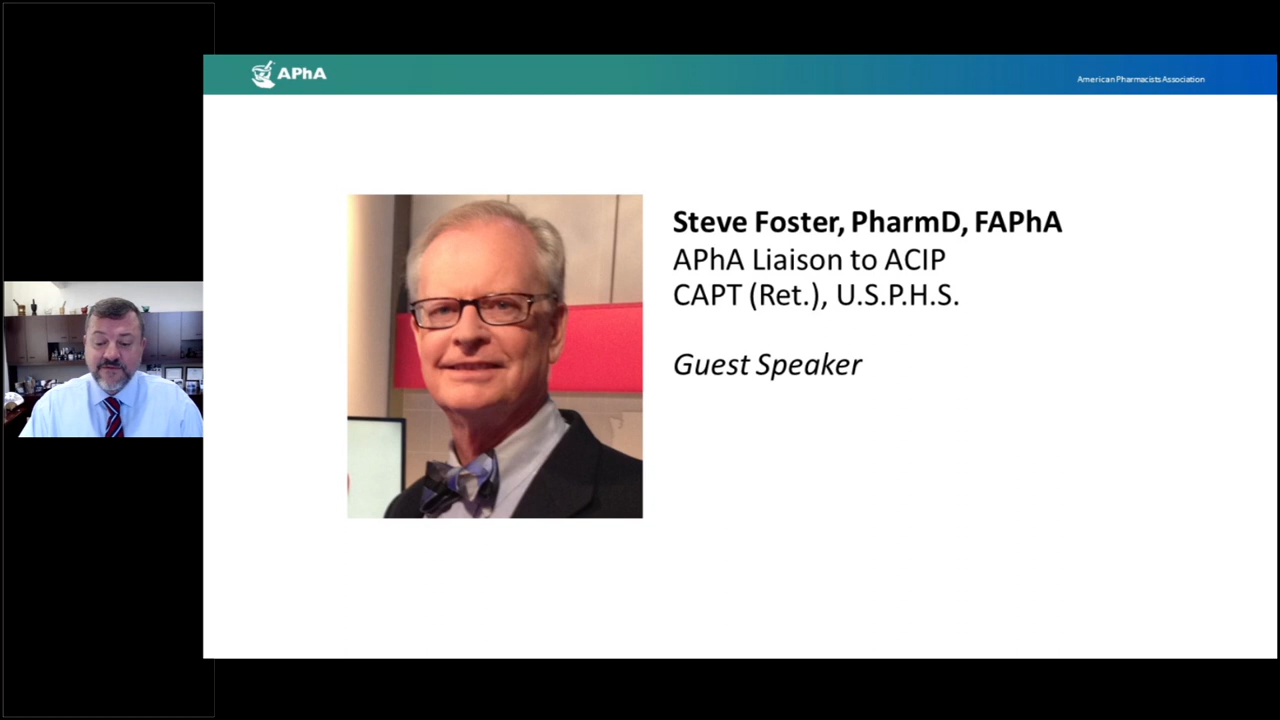 APhA
American Pharmacists Association
Steve Foster, PharmD, FAPhA
APhA Liaison to ACIP
CAPT (Ret.), U.S.P.H.S.
Guest Speaker